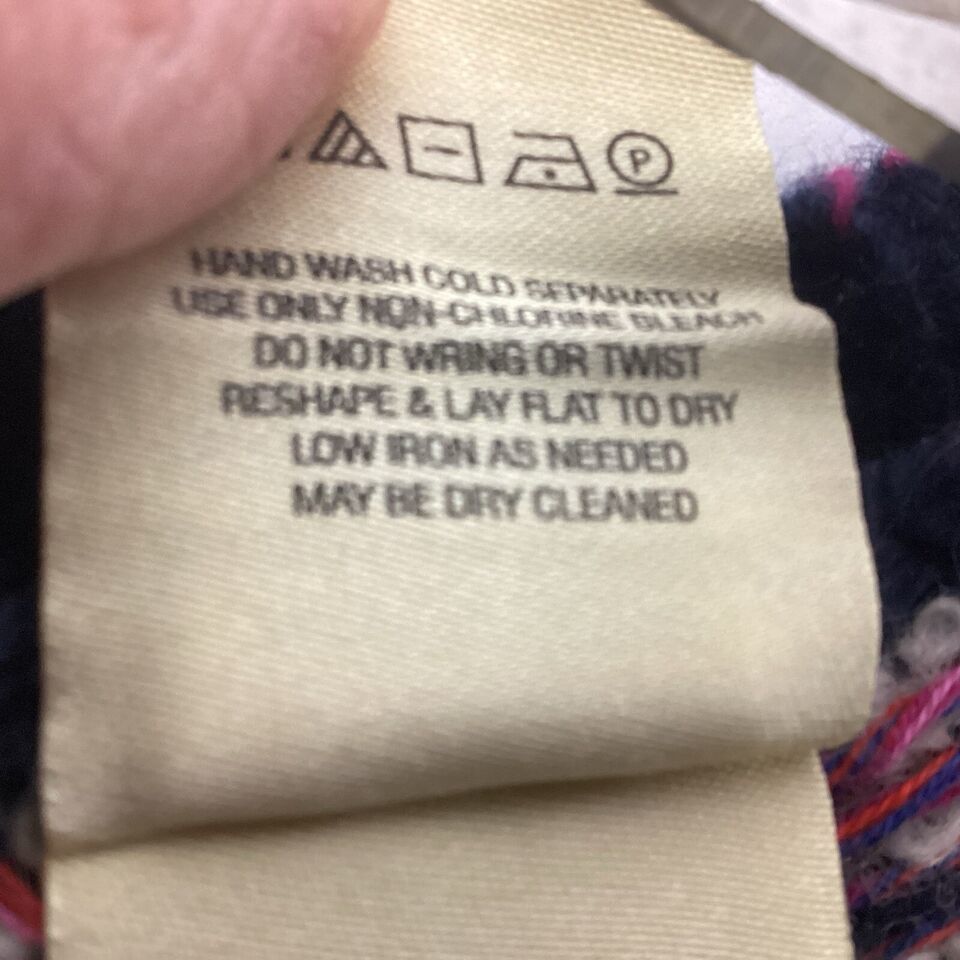 P
HAND WASH COLD SEPARATELY
USE ONLY NON-CHLORINE BLEACH
DO NOT WRING OR TWIST
RESHAPE & LAY FLAT TO DRY
LOW IRON AS NEEDED
MAY BE DRY CLEANED